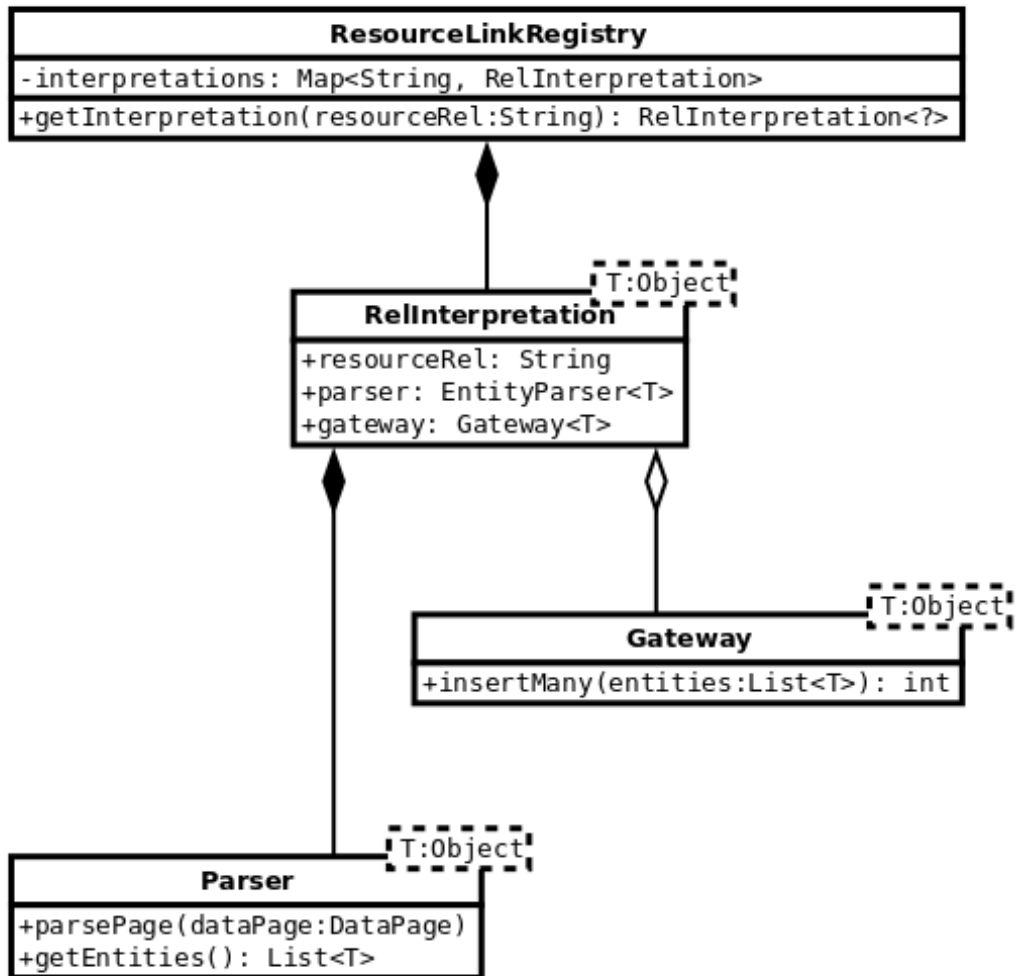 ResourceLinkRegistry
-interpretations: Map<String, RelInterpretation>
+getInterpretation(resourceRel:String): RelInterpretation<?>
T:Object
RelInterpretation
+resourceRel: String
+parser: EntityParser<T>
+gateway: Gateway<T>
T:Object
Gateway
+insertMany(entities:List<T>): int
T:Object
Parser
+parsePage(dataPage:DataPage)
+getEntities(): List<T>